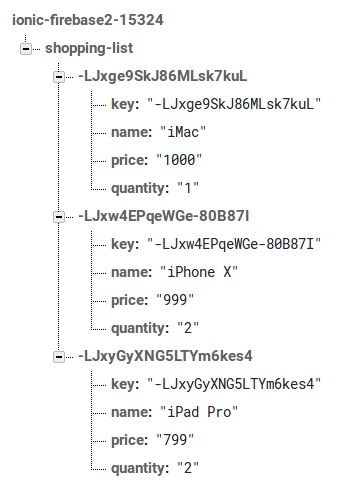 ionic-firebase2-15324
shopping-list
-LJxge9SkJ86MLsk7kuL
key: "-LJxge9SkJ86MLsk7kuL"
name: "iMac"
price: "1000"
quantity: "1"
-LJxw4EPqeWGe-80B87I
key: "-LJxw4EPqeWGe-80B87I"
name: "iPhone X"
price: "999"
quantity: "2"
-LJxyGyXNG5LTYm6kes4
key: "-LJxyGyXNG5LTYm6kes4"
name: "iPad Pro"
price: "799"
quantity: "2"